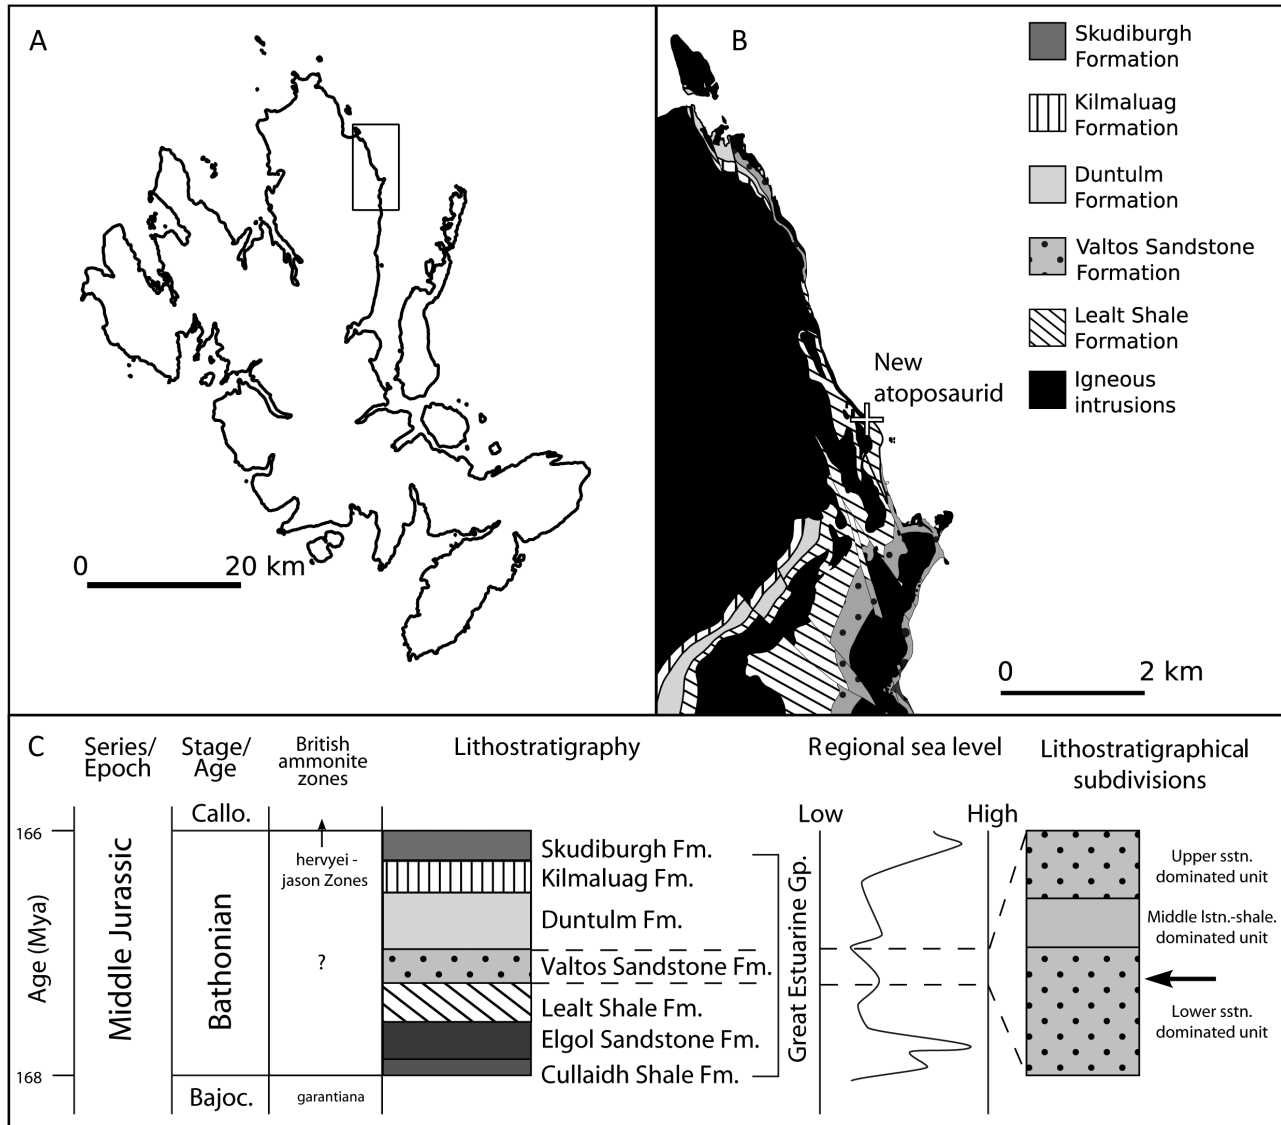 A
0
20 km
B
New
atoposaurid
Skudiburgh
Formation
Kilmaluag
Formation
Duntulm
Formation
Valtos Sandstone
Formation
Lealt Shale
Formation
Igneous
intrusions
0
2 km
C
Series/
Epoch
Stage/
Age
British
ammonite
zones
Lithostratigraphy
Regional sea level
Lithostratigraphical
subdivisions
Low
High
Age (Mya)
166
168
Middle Jurassic
Callo.
Bathonian
Bajoc.
hervyei -
jason Zones
?
garantiana
Skudiburgh Fm.
Kilmaluag Fm.
Duntulm Fm.
Valtos Sandstone Fm.
Lealt Shale Fm.
Elgol Sandstone Fm.
Cullaidh Shale Fm.
Great Estuarine Gp.
Upper sstn.
dominated unit
Middle lstn.-shale.
dominated unit
Lower sstn.
dominated unit